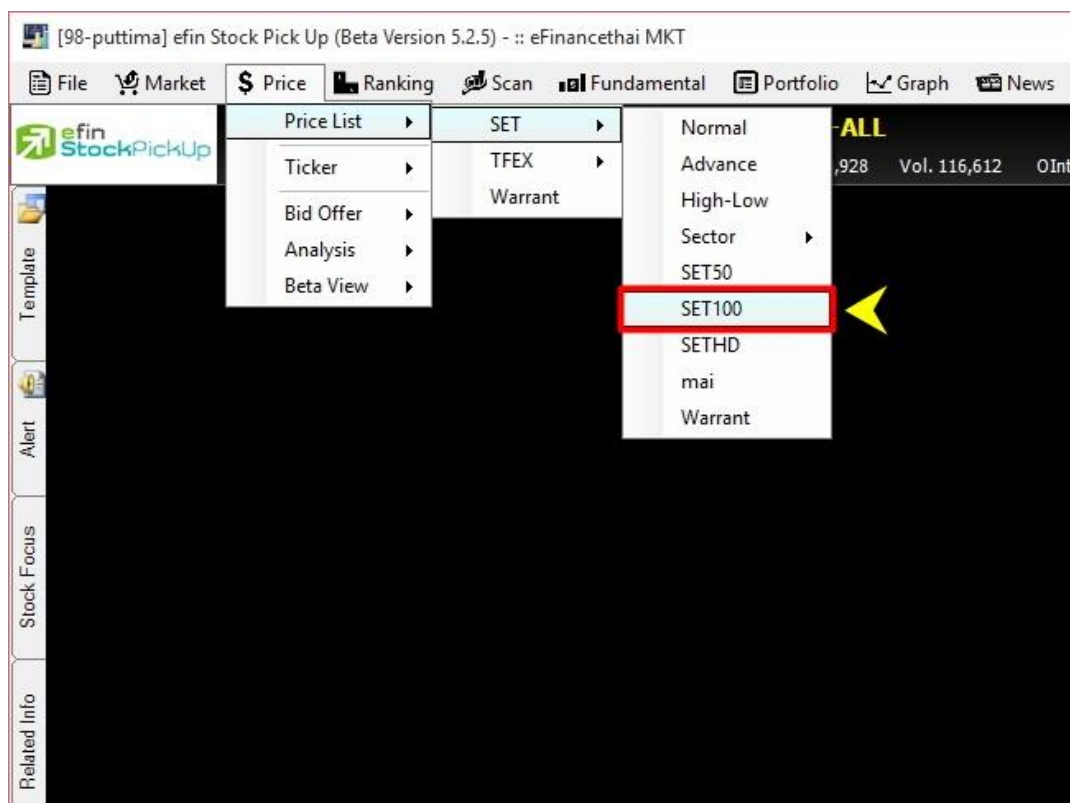 [98-puttima] efin Stock Pick Up (Beta Version 5.2.5) - :: eFinancethai MKT
File Market $ Price Ranking Scan Fundamental Portfolio Graph News
efin
StockPickUp
Price List
Ticker
Bid Offer
Analysis
Beta View
SET
TFEX
Warrant
Normal
Advance
High-Low
Sector
SET50
SET100
SETHD
mai
Warrant
-ALL
,928 Vol. 116,612 OInt
Template
Alert
Stock Focus
Related Info